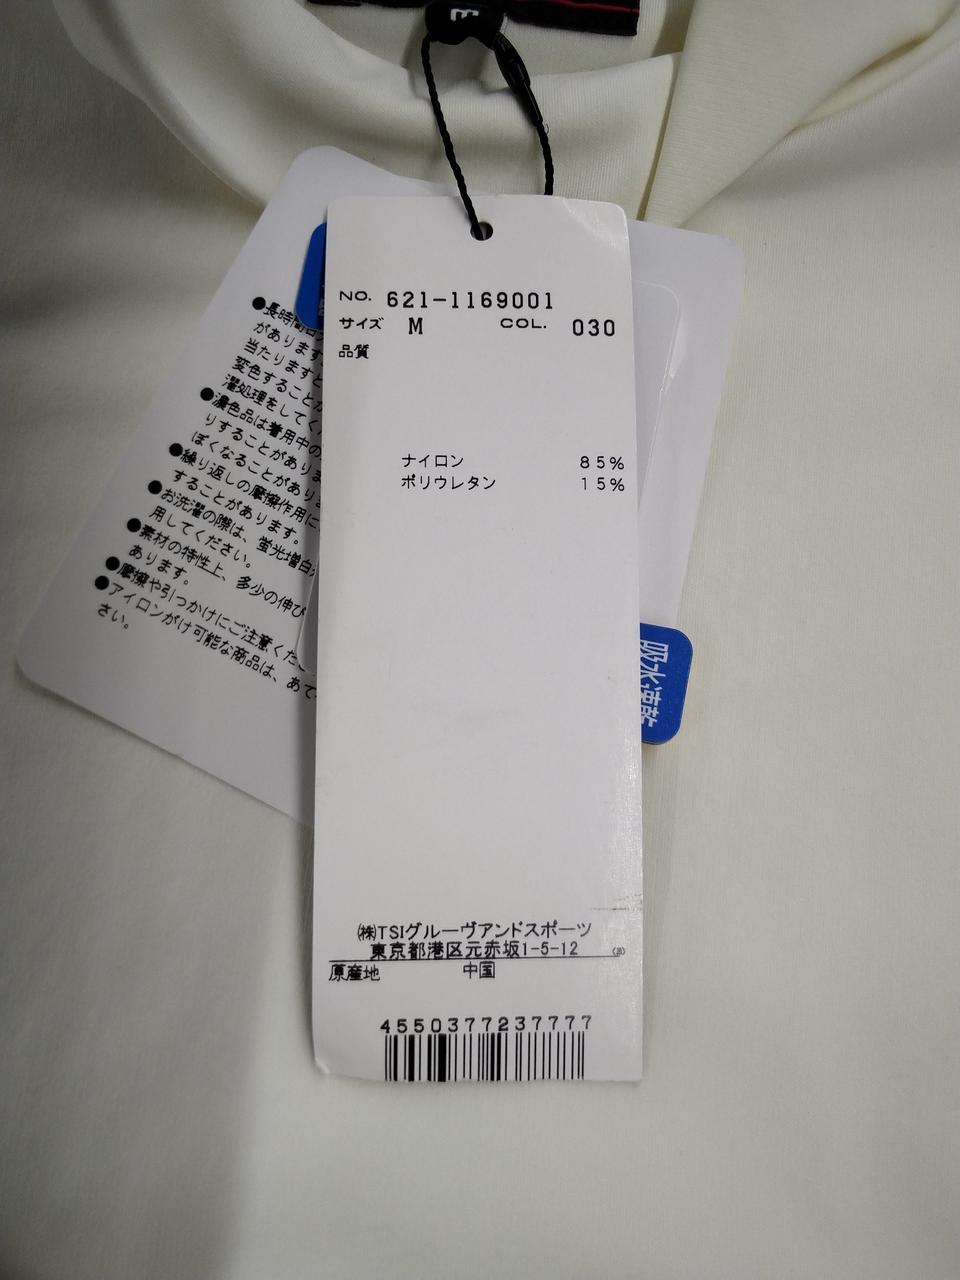 NO. 621-1169001
サイズ M COL. 030
品質
ナイロン 85%
ポリウレタン 15%
㈱TSIグルーヴアンドスポーツ
東京都港区元赤坂1-5-12
原産地 中国
4550377237777
●長時間
があります
当たりますと
変色することが
濯処理をしてく
●濃色品は着用中の
りすることがありま
ぽくなることがあり
●繰り返しの摩擦作用に
することがあります。
●お洗濯の際は、蛍光増白
用してください。
●素材の特性上、多少の伸び
あります。
●摩擦や引っかけにご注意くだ
●アイロンがけ可能な商品は、あて
さい。
吸水速乾